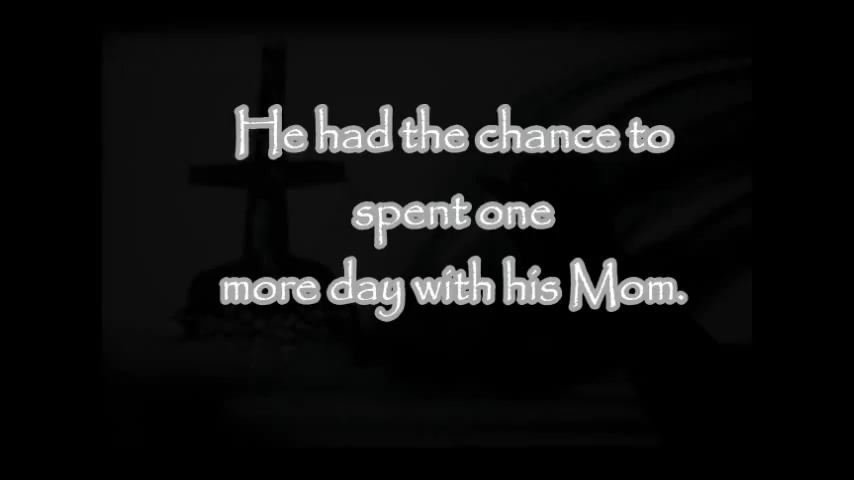 He had the chance to
spent one
more day with his Mom.